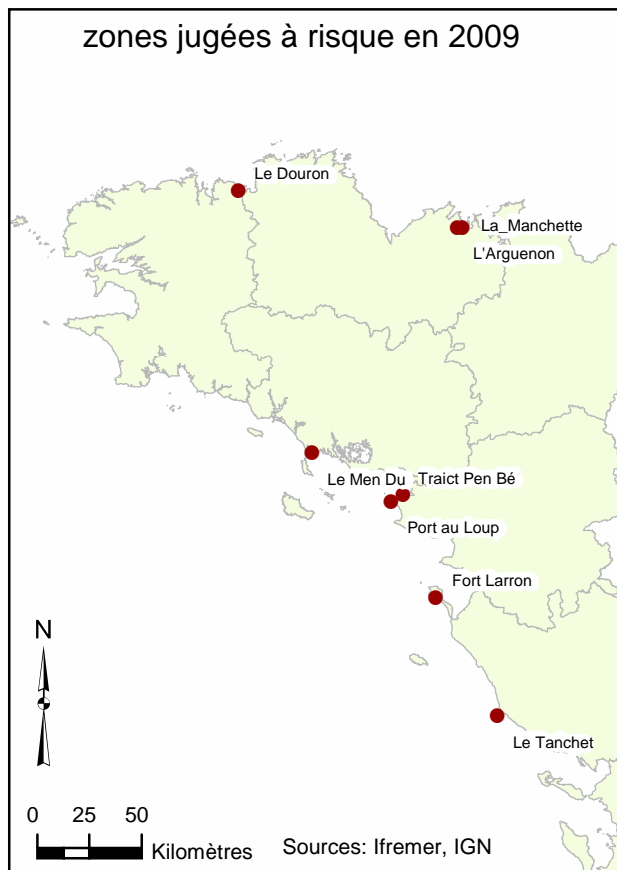 zones jugées à risque en 2009
Le Douron
La_Manchette
L'Arguenon
Le Men Du
Traict Pen Bé
Port au Loup
Fort Larron
N
Le Tanchet
0 25 50
Kilomètres
Sources: Ifremer, IGN